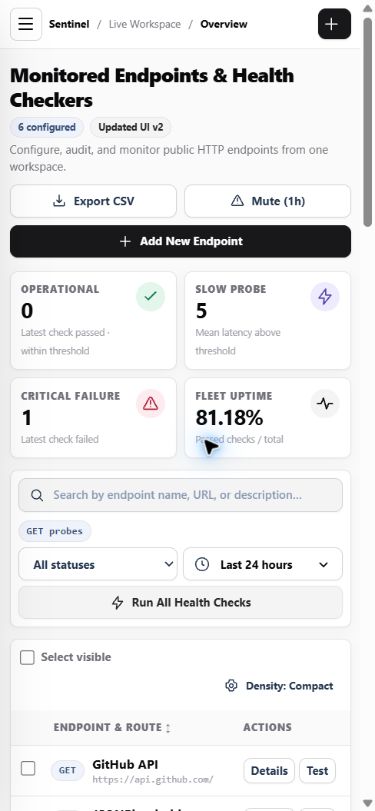 Sentinel / Live Workspace / Overview
Monitored Endpoints & Health
Checkers
6 configured Updated UI v2
Configure, audit, and monitor public HTTP endpoints from one
workspace.
Export CSV Mute (1h)
Add New Endpoint
OPERATIONAL
0
Latest check passed ·
within threshold
SLOW PROBE
5
Mean latency above
threshold
CRITICAL FAILURE
1
Latest check failed
FLEET UPTIME
81.18%
Passed checks / total
Search by endpoint name, URL, or description...
GET probes
All statuses Last 24 hours
Run All Health Checks
Select visible
Density: Compact
ENDPOINT & ROUTE ACTIONS
GET GitHub API Details Test
https://api.github.com/